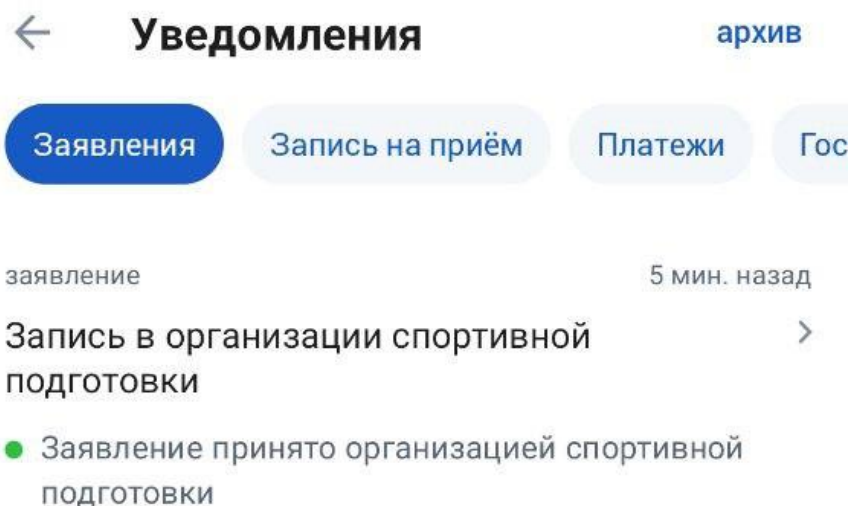 Уведомления архив
Заявления Запись на приём Платежи Гос
заявление 5 мин. назад
Запись в организации спортивной
подготовки
Заявление принято организацией спортивной
подготовки